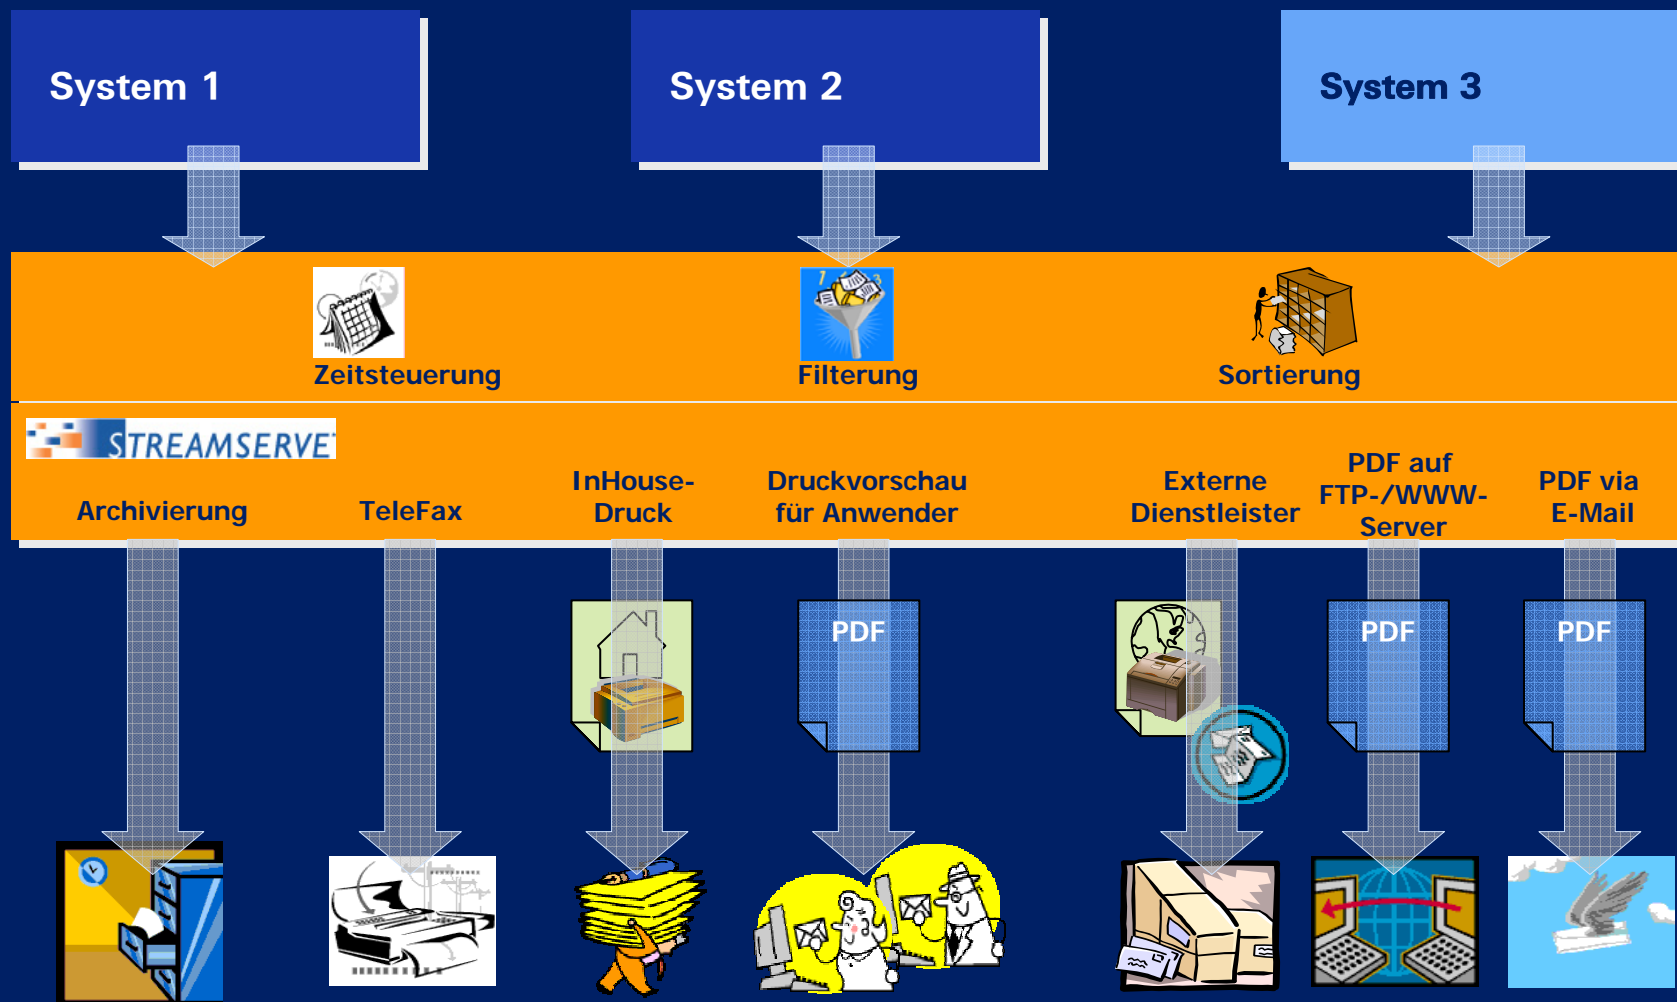 System 1
System 2
System 3
Zeitsteuerung
Filterung
Sortierung
STREAMSERVE
Archivierung
TeleFax
InHouse-
Druck
Druckvorschau
für Anwender
Externe
Dienstleister
PDF auf
FTP-/WWW-
Server
PDF via
E-Mail
PDF
PDF
PDF